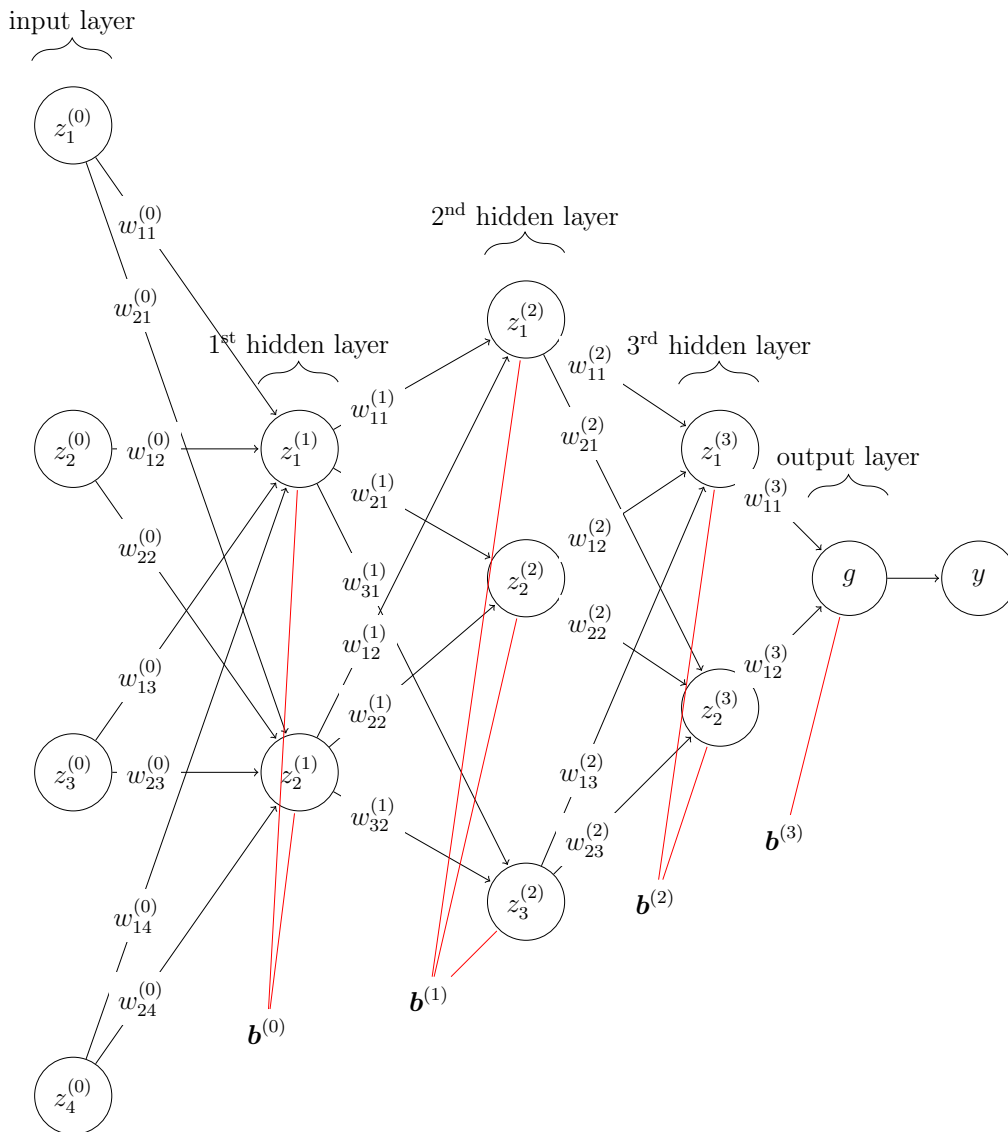 input layer
z_1^{(0)}
w_{11}^{(0)}
w_{21}^{(0)}
z_2^{(0)}
w_{12}^{(0)}
w_{22}^{(0)}
w_{13}^{(0)}
z_3^{(0)}
w_{23}^{(0)}
w_{14}^{(0)}
w_{24}^{(0)}
z_4^{(0)}
1st hidden layer
z_1^{(1)}
z_2^{(1)}
b^{(0)}
w_{11}^{(1)}
w_{21}^{(1)}
w_{31}^{(1)}
w_{12}^{(1)}
w_{22}^{(1)}
w_{32}^{(1)}
b^{(1)}
2nd hidden layer
z_1^{(2)}
z_2^{(2)}
z_3^{(2)}
w_{11}^{(2)}
w_{21}^{(2)}
w_{12}^{(2)}
w_{22}^{(2)}
w_{13}^{(2)}
w_{23}^{(2)}
b^{(2)}
3rd hidden layer
z_1^{(3)}
z_2^{(3)}
w_{11}^{(3)}
w_{12}^{(3)}
b^{(3)}
output layer
g
y